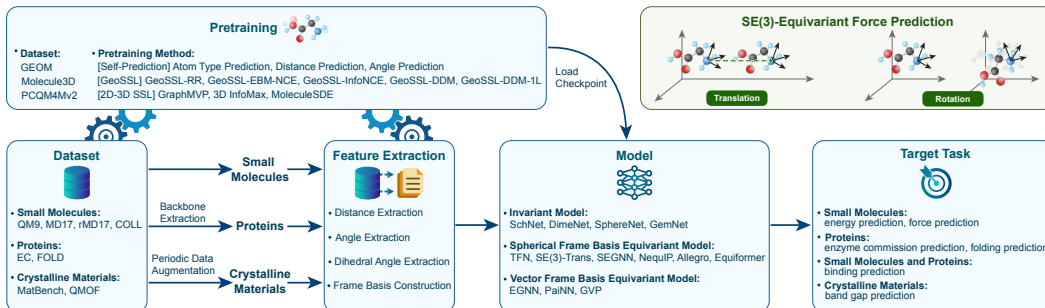 Pretraining
• Dataset:
GEOM
Molecule3D
PCQM4Mv2
• Pretraining Method:
[Self-Prediction] Atom Type Prediction, Distance Prediction, Angle Prediction
[GeoSSL] GeoSSL-RR, GeoSSL-EBM-NCE, GeoSSL-InfoNCE, GeoSSL-DDM, GeoSSL-DDM-1L
[2D-3D SSL] GraphMVP, 3D InfoMax, MoleculeSDE
Load
Checkpoint
SE(3)-Equivariant Force Prediction
Translation
Rotation
Dataset
• Small Molecules:
QM9, MD17, rMD17, COLL
• Proteins:
EC, FOLD
• Crystalline Materials:
MatBench, QMOF
Small
Molecules
Backbone
Extraction
Proteins
Periodic Data
Augmentation
Crystalline
Materials
Feature Extraction
• Distance Extraction
• Angle Extraction
• Dihedral Angle Extraction
• Frame Basis Construction
Model
• Invariant Model:
SchNet, DimeNet, SphereNet, GemNet
• Spherical Frame Basis Equivariant Model:
TFN, SE(3)-Trans, SEGNN, NequIP, Allegro, Equiformer
• Vector Frame Basis Equivariant Model:
EGNN, PaiNN, GVP
Target Task
• Small Molecules:
energy prediction, force prediction
• Proteins:
enzyme commission prediction, folding prediction
• Small Molecules and Proteins:
binding prediction
• Crystalline Materials:
band gap prediction